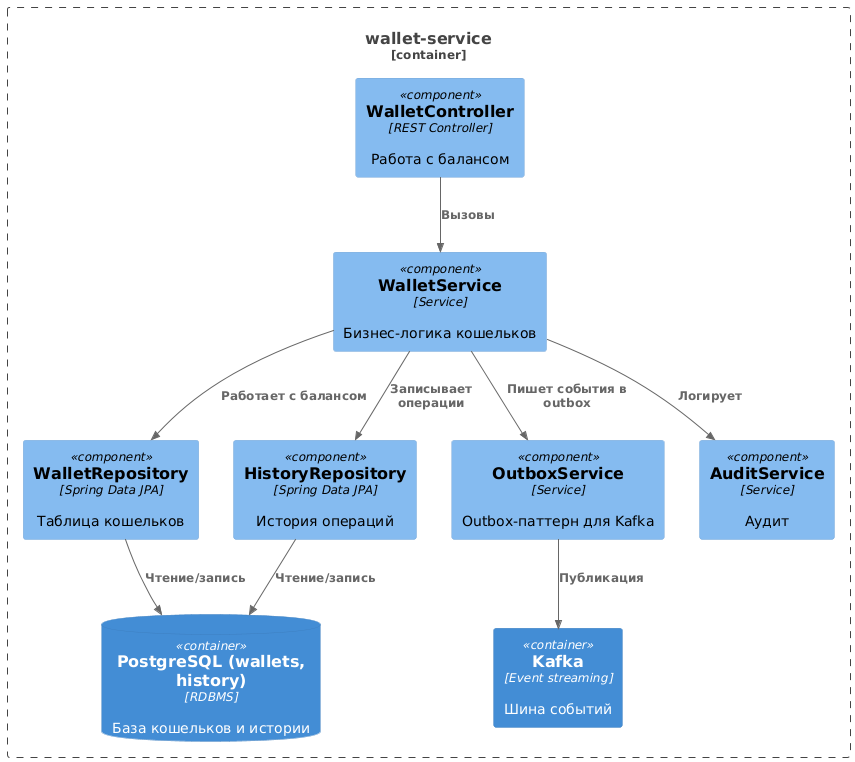 wallet-service
[container]
«component»
WalletController
[REST Controller]
Работа с балансом
Вызовы
«component»
WalletService
[Service]
Бизнес-логика кошельков
Работает с балансом
Записывает
операции
Пишет события в
outbox
Логирует
«component»
WalletRepository
[Spring Data JPA]
Таблица кошельков
«component»
HistoryRepository
[Spring Data JPA]
История операций
«component»
OutboxService
[Service]
Outbox-паттерн для Kafka
«component»
AuditService
[Service]
Аудит
Чтение/запись
Чтение/запись
Публикация
«container»
PostgreSQL (wallets,
history)
[RDBMS]
База кошельков и истории
«container»
Kafka
[Event streaming]
Шина событий